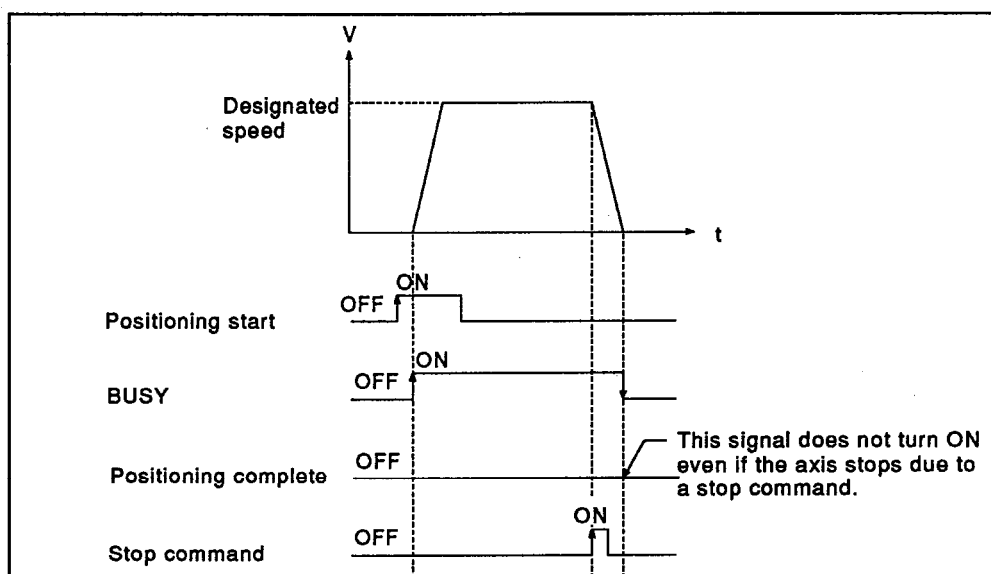 V
Designated
speed
t
ON
OFF
Positioning start
ON
OFF
BUSY
OFF
Positioning complete
This signal does not turn ON
even if the axis stops due to
a stop command.
ON
OFF
Stop command